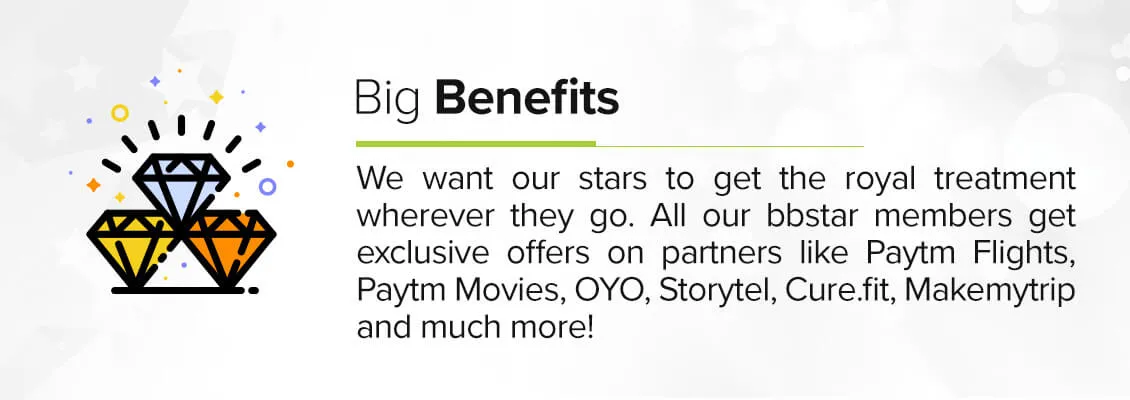 Big Benefits
We want our stars to get the royal treatment
wherever they go. All our bbstar members get
exclusive offers on partners like Paytm Flights,
Paytm Movies, OYO, Storytel, Cure.fit, Makemytrip
and much more!